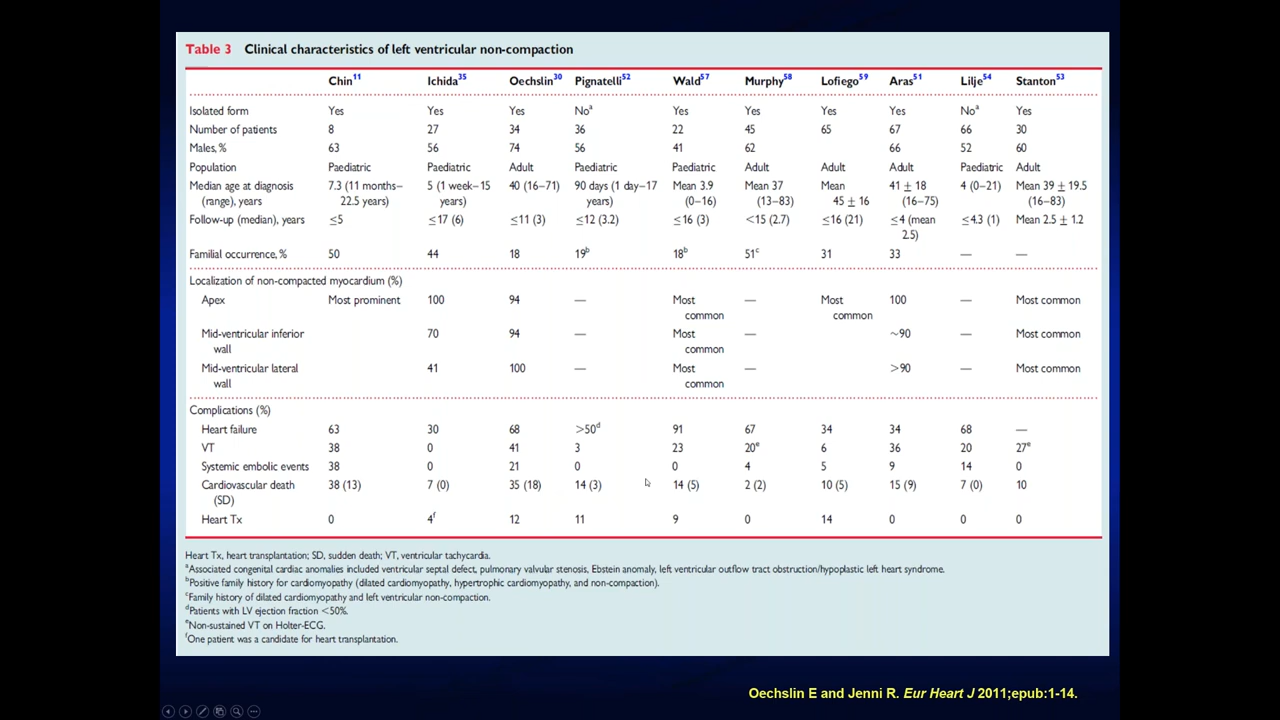 Table 3 Clinical characteristics of left ventricular non-compaction
Chin11 Ichida35 Oechslin30 Pignatelli52 Wald57 Murphy58 Lofiego59 Aras51 Lilje54 Stanton53
Isolated form Yes Yes Yes Noa Yes Yes Yes Yes Noa Yes
Number of patients 8 27 34 36 22 45 65 67 66 30
Males, % 63 56 74 56 41 62 66 52 60
Population Paediatric Paediatric Adult Paediatric Paediatric Adult Adult Adult Paediatric Adult
Median age at diagnosis 7.3 (11 months– 5 (1 week–15 40 (16–71) 90 days (1 day–17 Mean 3.9 Mean 37 Mean 41 ± 18 4 (0–21) Mean 39 ± 19.5
(range), years 22.5 years) years) years) (0–16) (13–83) 45 ± 16 (16–75) (16–83)
Follow-up (median), years ≤5 ≤17 (6) ≤11 (3) ≤12 (3.2) ≤16 (3) <15 (2.7) ≤16 (21) ≤4 (mean ≤4.3 (1) Mean 2.5 ± 1.2
2.5)
Familial occurrence, % 50 44 18 19b 18b 51c 31 33 — —
Localization of non-compacted myocardium (%)
Apex Most prominent 100 94 — Most — Most 100 — Most common
common common
Mid-ventricular inferior 70 94 — Most — ~90 — Most common
wall common
Mid-ventricular lateral 41 100 — Most — >90 — Most common
wall common
Complications (%)
Heart failure 63 30 68 >50d 91 67 34 34 68 —
VT 38 0 41 3 23 20e 6 36 20 27e
Systemic embolic events 38 0 21 0 0 4 5 9 14 0
Cardiovascular death 38 (13) 7 (0) 35 (18) 14 (3) 14 (5) 2 (2) 10 (5) 15 (9) 7 (0) 10
(SD)
Heart Tx 0 4f 12 11 9 0 14 0 0 0
Heart Tx, heart transplantation; SD, sudden death; VT, ventricular tachycardia.
aAssociated congenital cardiac anomalies included ventricular septal defect, pulmonary valvular stenosis, Ebstein anomaly, left ventricular outflow tract obstruction/hypoplastic left heart syndrome.
bPositive family history for cardiomyopathy (dilated cardiomyopathy, hypertrophic cardiomyopathy, and non-compaction).
cFamily history of dilated cardiomyopathy and left ventricular non-compaction.
dPatients with LV ejection fraction <50%.
eNon-sustained VT on Holter-ECG.
fOne patient was a candidate for heart transplantation.
Oechslin E and Jenni R. Eur Heart J 2011;epub:1-14.